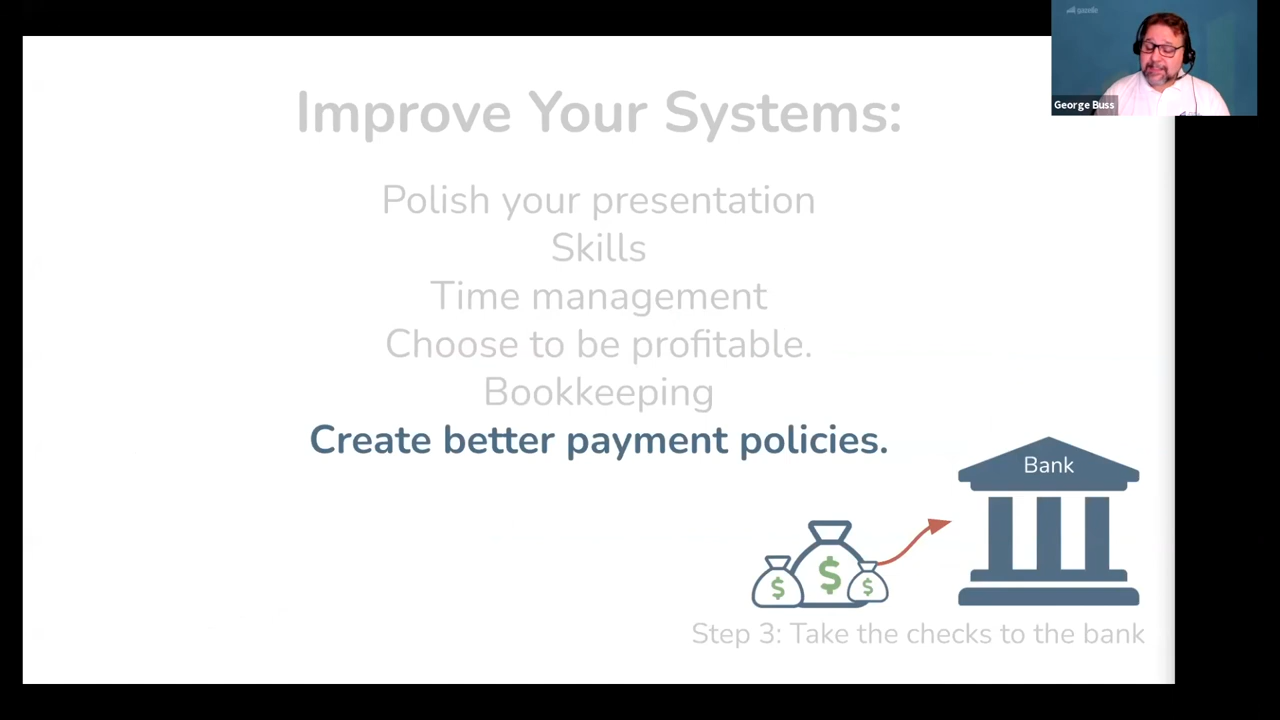 Improve Your Systems:
Polish your presentation
Skills
Time management
Choose to be profitable.
Bookkeeping
Create better payment policies.
Bank
$
$
$
Step 3: Take the checks to the bank
George Buss